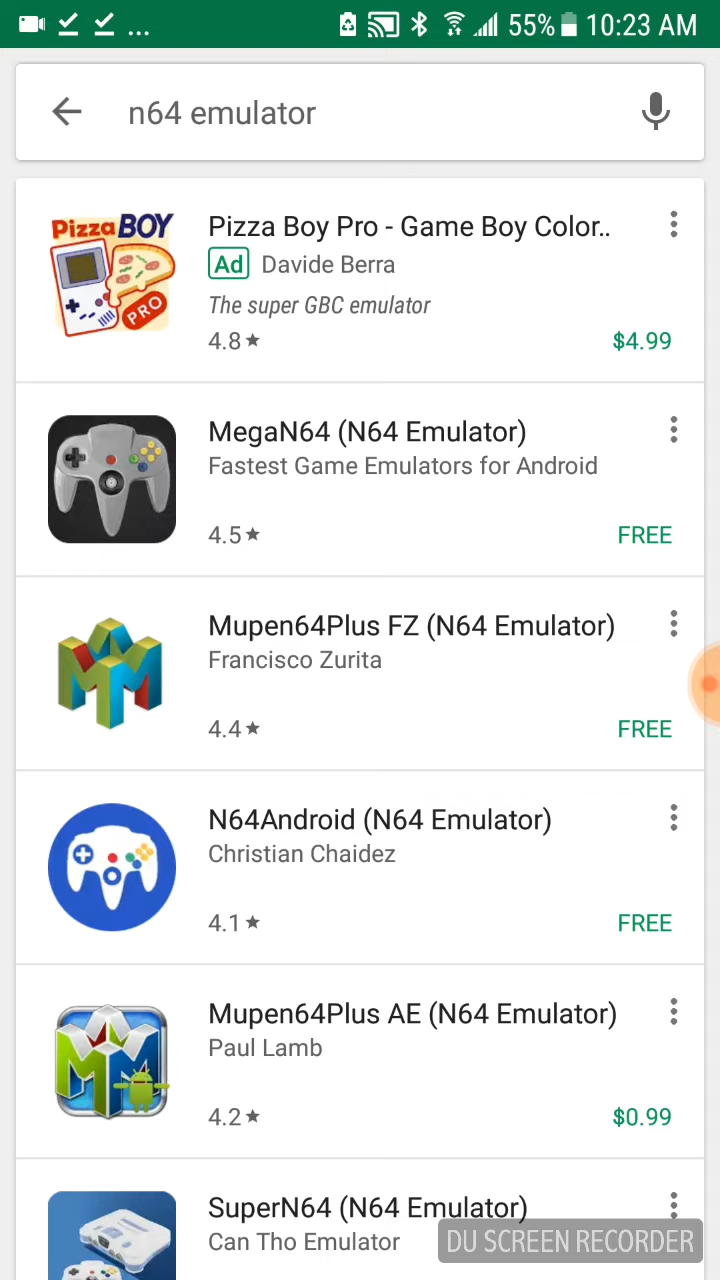 55% 10:23 AM
n64 emulator
Pizza BOY
PRO
Pizza Boy Pro - Game Boy Color..
Ad Davide Berra
The super GBC emulator
4.8★ $4.99
MegaN64 (N64 Emulator)
Fastest Game Emulators for Android
4.5★ FREE
Mupen64Plus FZ (N64 Emulator)
Francisco Zurita
4.4★ FREE
N64Android (N64 Emulator)
Christian Chaidez
4.1★ FREE
Mupen64Plus AE (N64 Emulator)
Paul Lamb
4.2★ $0.99
SuperN64 (N64 Emulator)
Can Tho Emulator
DU SCREEN RECORDER